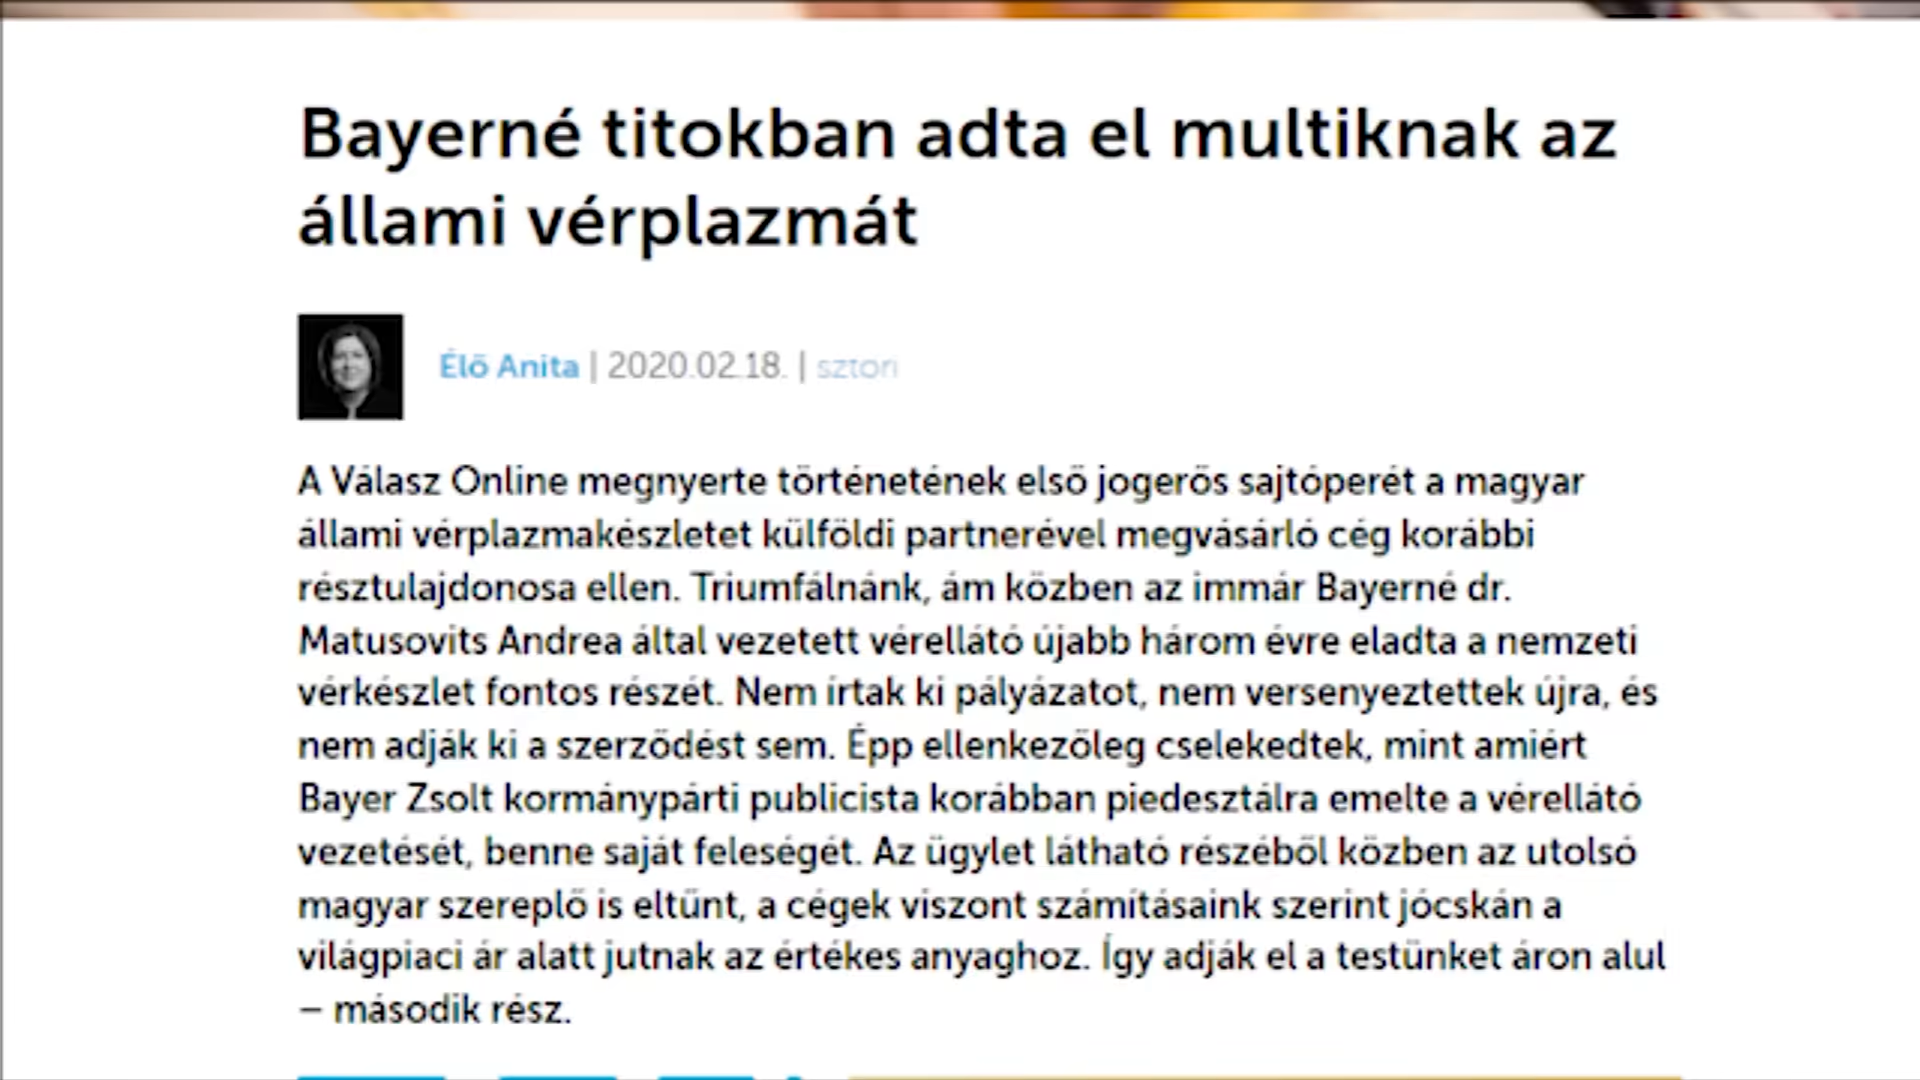 Bayerné titokban adta el multiknak az
állami vérplazmát
Élő Anita | 2020.02.18. | sztori
A Válasz Online megnyerte történetének első jogerős sajtóperét a magyar
állami vérplazmakészletet külföldi partnerével megvásárló cég korábbi
résztulajdonosa ellen. Triumfálnánk, ám közben az immár Bayerné dr.
Matusovits Andrea által vezetett vérellátó újabb három évre eladta a nemzeti
vérkészlet fontos részét. Nem írtak ki pályázatot, nem versenyeztettek újra, és
nem adják ki a szerződést sem. Épp ellenkezőleg cselekedtek, mint amiért
Bayer Zsolt kormánypárti publicista korábban piedesztálra emelte a vérellátó
vezetését, benne saját feleségét. Az ügylet látható részéből közben az utolsó
magyar szereplő is eltűnt, a cégek viszont számításaink szerint jócskán a
világpiaci ár alatt jutnak az értékes anyaghoz. Így adják el a testünket áron alul
– második rész.